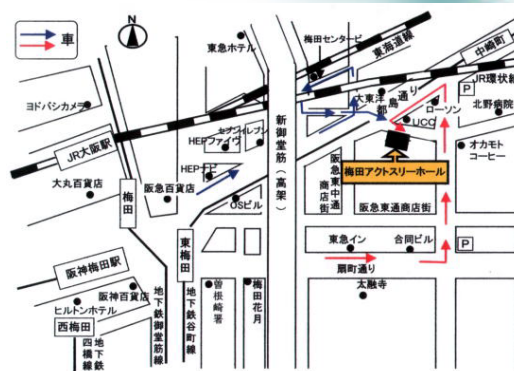 車
N
東急ホテル
梅田センタービ
東海道線
中崎町
ヨドバシカメラ
JR大阪駅
大丸百貨店
梅田
阪急百貨店
HEPナビ
HEPファイヴ
セブンイレブン
OSビル
東梅田
新御堂筋(高架)
大東洋
都島通り
ローソン
UCC
P
JR環状線
北野病院
オカモト
コーヒー
梅田アクトスリーホール
阪急東中通
商店街
阪急東通商店街
東急イン
合同ビル
P
扇町通り
太融寺
阪神梅田駅
阪神百貨店
ヒルトンホテル
西梅田
地下鉄
四橋線
地下鉄御堂筋線
地下鉄谷町線
曽根崎署
梅田花月